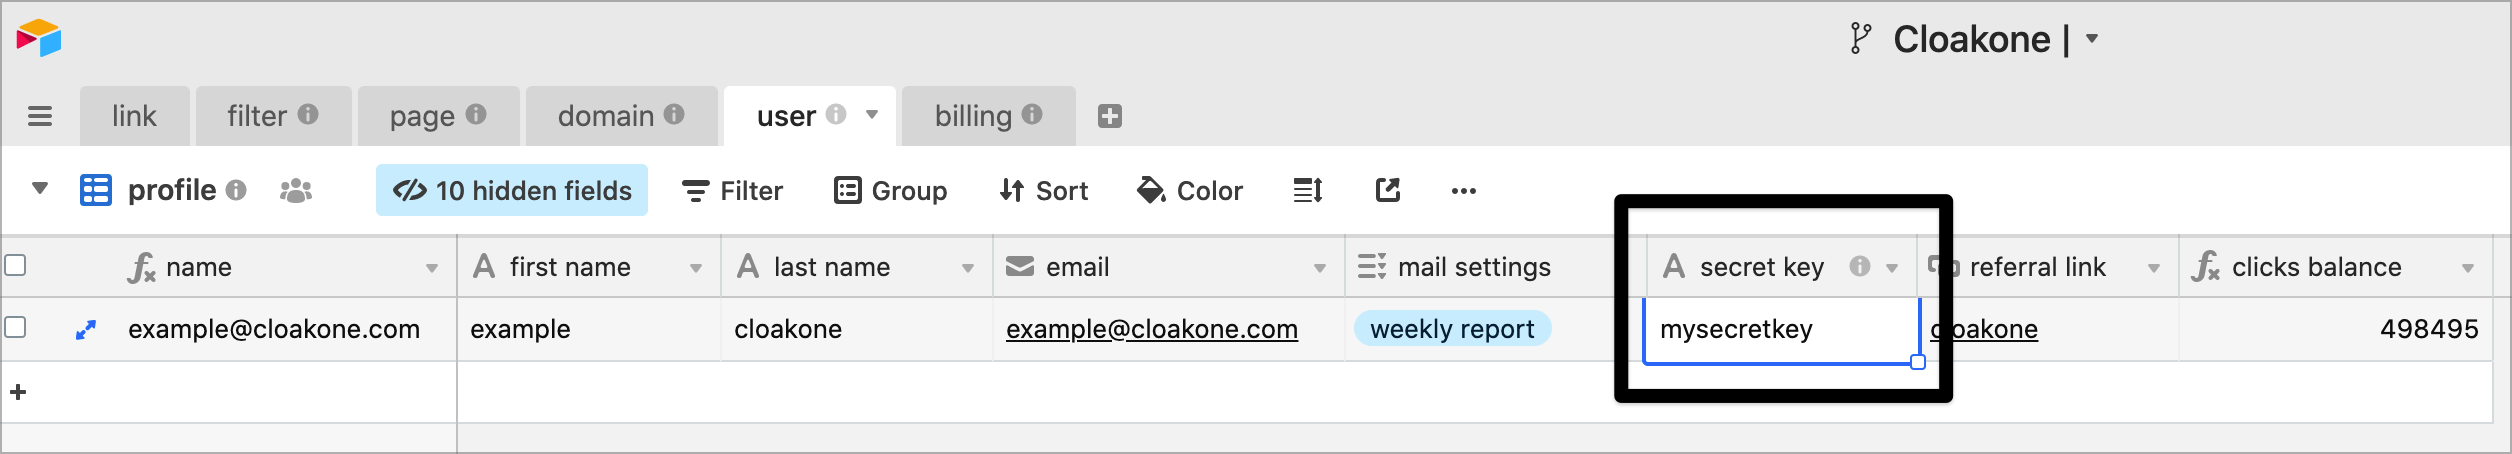 Cloakone |
link filter page domain user billing
profile 10 hidden fields Filter Group Sort Color
name first name last name email mail settings secret key referral link clicks balance
example@cloakone.com example cloakone example@cloakone.com weekly report mysecretkey cloakone 498495